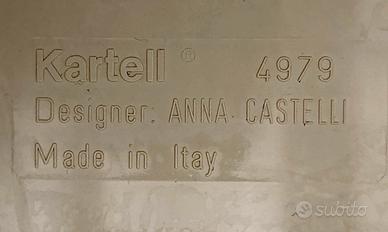 Kartell ® 4979
Designer: ANNA CASTELLI
Made in Itay
subito